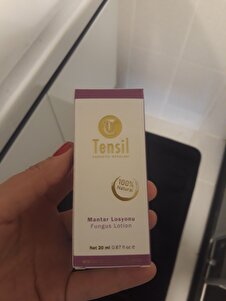 T
Tensil
100%
Natural
Mantar Losyonu
Fungus Lotion
Net 20 ml